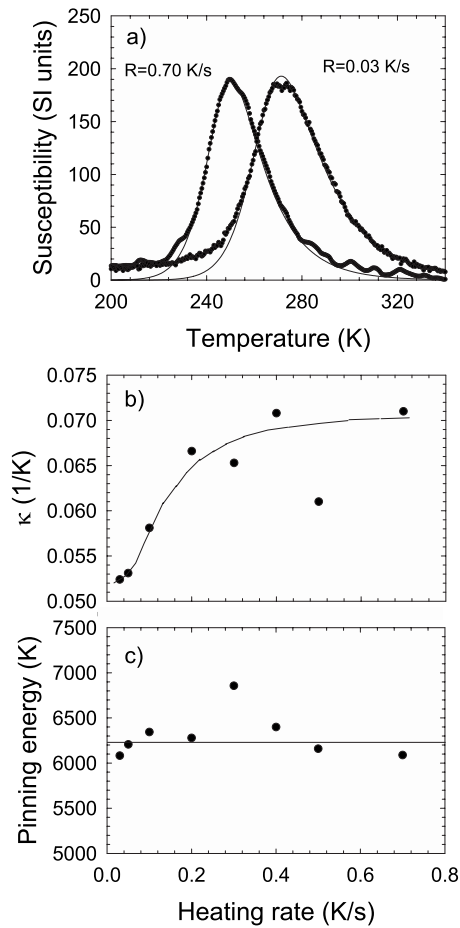 250
a)
R=0.70 K/s
R=0.03 K/s
200
150
100
50
0
Susceptibility (SI units)
200 240 280 320
Temperature (K)
0.075
b)
0.070
0.065
0.060
0.055
0.050
κ (1/K)
7500
c)
7000
6500
6000
5500
5000
Pinning energy (K)
0.0 0.2 0.4 0.6 0.8
Heating rate (K/s)